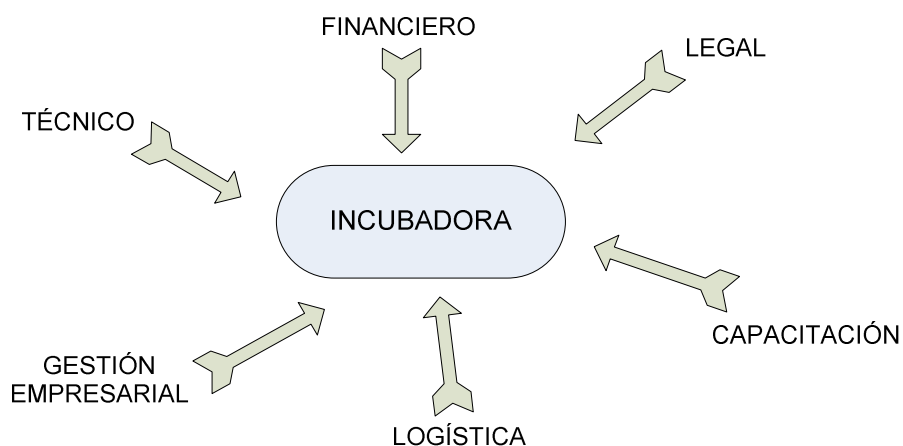 FINANCIERO
LEGAL
TÉCNICO
INCUBADORA
CAPACITACIÓN
GESTIÓN
EMPRESARIAL
LOGÍSTICA